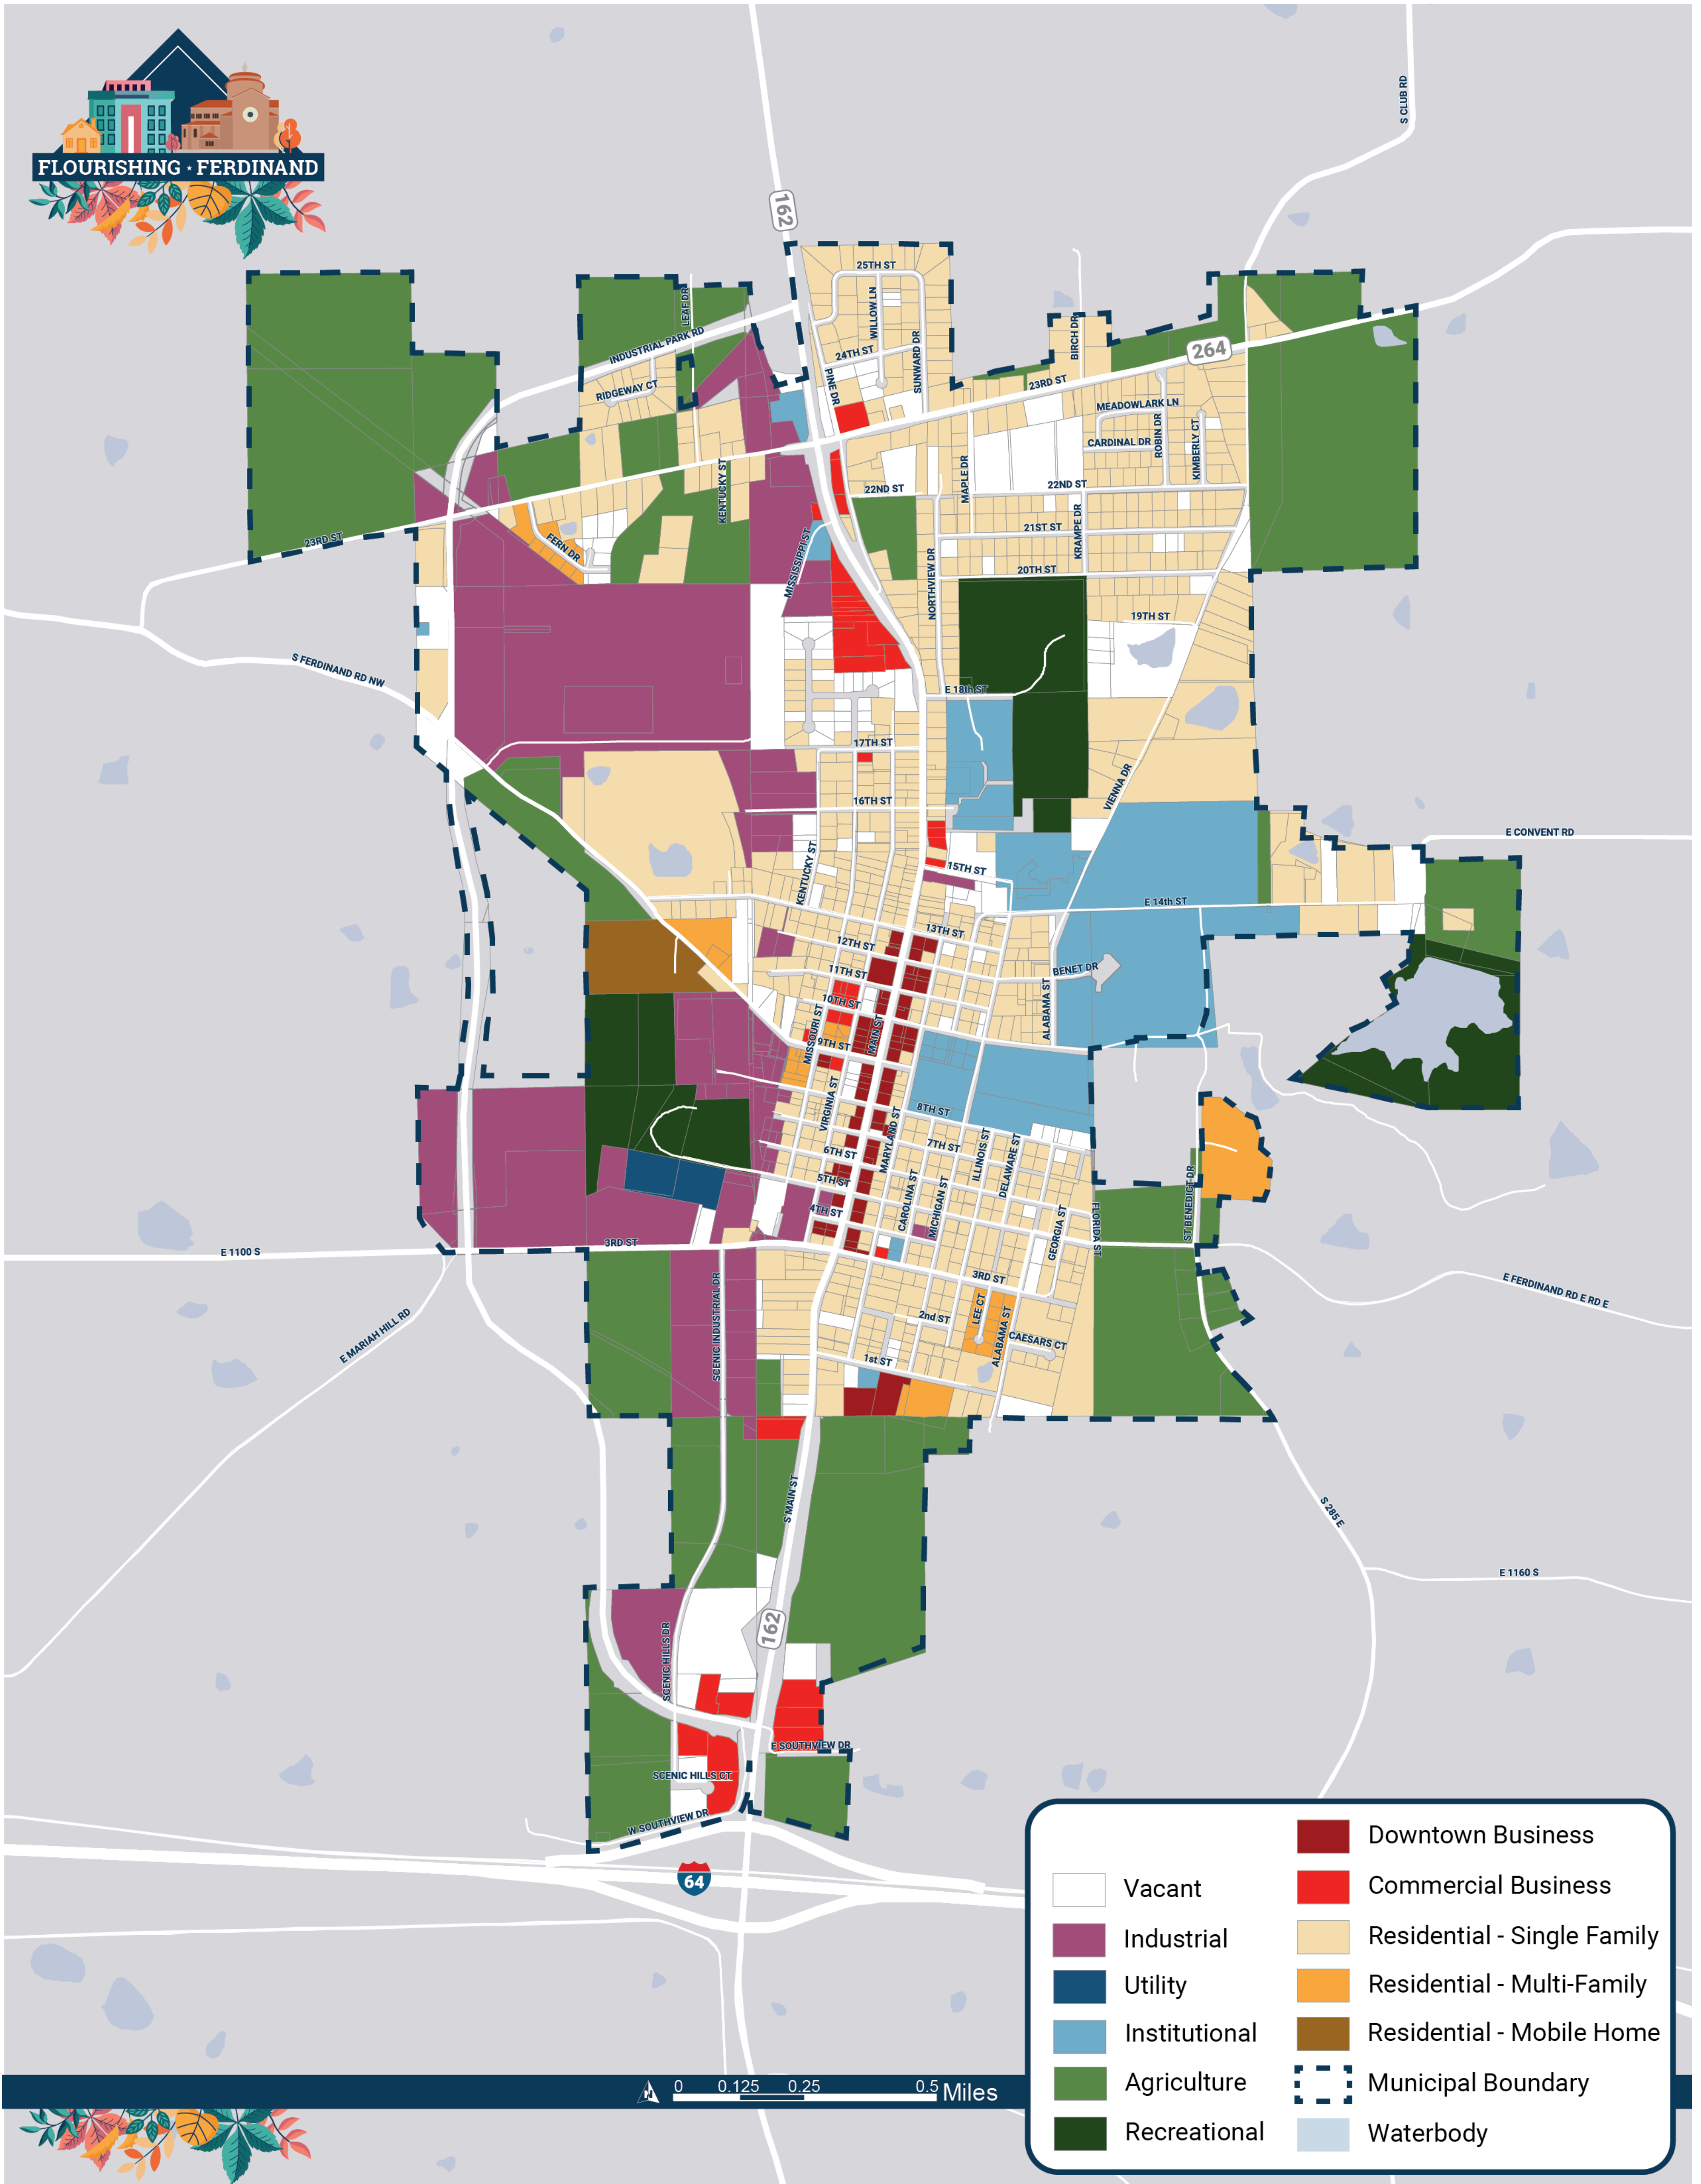 S CLUB RD
FLOURISHING • FERDINAND
162
25TH ST
WILLOW LN
LEAF DR
INDUSTRIAL PARK RD
24TH ST
SUNWARD DR
BIRCH DR
264
PINE DR
23RD ST
RIDGEWAY CT
MEADOWLARK LN
ROBIN DR
KIMBERLY CT
CARDINAL DR
KENTUCKY ST
MAPLE DR
22ND ST
22ND ST
21ST ST
KRAMPE DR
23RD ST
FERN DR
MISSISSIPPI ST
NORTHVIEW DR
20TH ST
19TH ST
S FERDINAND RD NW
E 18th ST
17TH ST
VIENNA DR
16TH ST
E CONVENT RD
KENTUCKY ST
15TH ST
E 14th ST
13TH ST
12TH ST
11TH ST
BENET DR
10TH ST
ALABAMA ST
MISSOURI ST
MAIN ST
9TH ST
VIRGINIA ST
8TH ST
MARYLAND ST
7TH ST
ILLINOIS ST
DELAWARE ST
6TH ST
5TH ST
CAROLINA ST
MICHIGAN ST
ST BENEDICT DR
4TH ST
GEORGIA ST
FLORIDA ST
E 1100 S
3RD ST
3RD ST
E FERDINAND RD E RD E
SCENIC INDUSTRIAL DR
LEE CT
2nd ST
ALABAMA ST
CAESARS CT
E MARIAH HILL RD
1st ST
S MAIN ST
S 285 E
E 1160 S
162
SCENIC HILLS DR
E SOUTHVIEW DR
SCENIC HILLS CT
W SOUTHVIEW DR
64
Downtown Business
Vacant
Commercial Business
Industrial
Residential - Single Family
Utility
Residential - Multi-Family
Institutional
Residential - Mobile Home
Agriculture
Municipal Boundary
Recreational
Waterbody
0 0.125 0.25 0.5 Miles